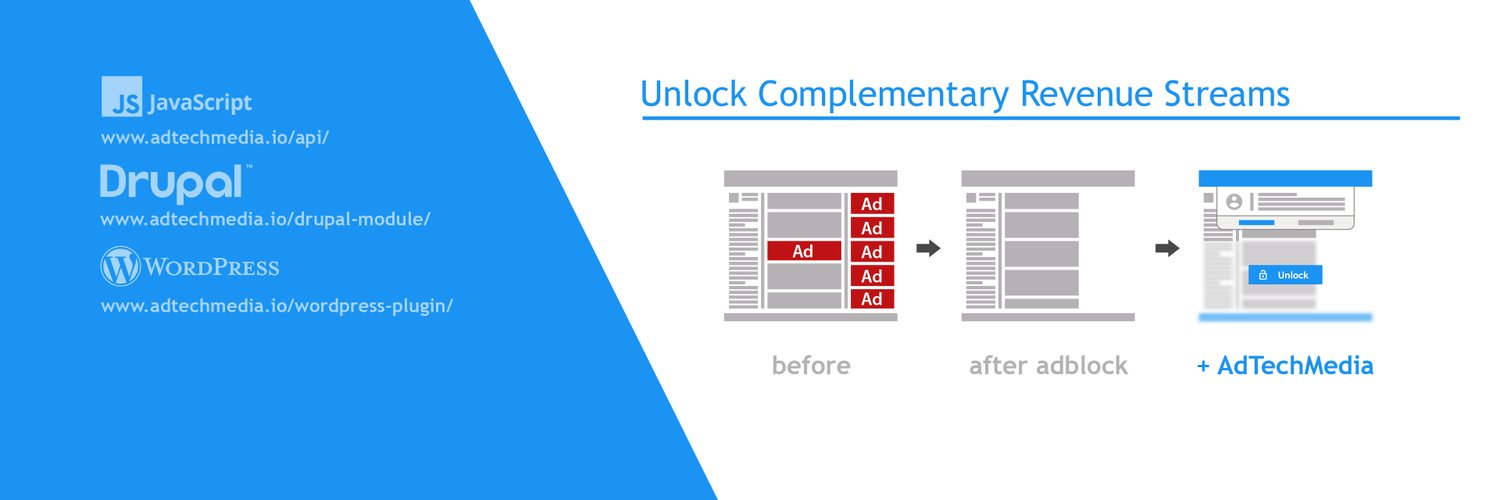 JS JavaScript
www.adtechmedia.io/api/
Drupal™
www.adtechmedia.io/drupal-module/
WORDPRESS
www.adtechmedia.io/wordpress-plugin/
Unlock Complementary Revenue Streams
Ad
Ad
Ad
Ad
Ad
Ad
before
after adblock
Unlock
+ AdTechMedia